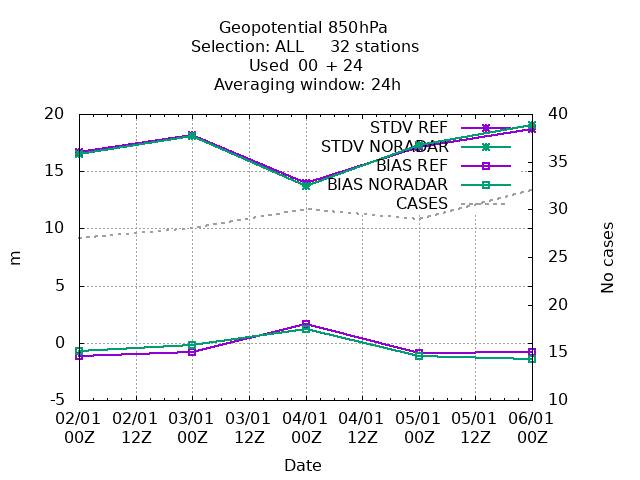 Geopotential 850hPa
Selection: ALL 32 stations
Used 00 + 24
Averaging window: 24h
20
15
10
5
0
-5
m
40
35
30
25
20
15
10
No cases
STDV REF
STDV NORADAR
BIAS REF
BIAS NORADAR
CASES
02/01 02/01 03/01 03/01 04/01 04/01 05/01 05/01 06/01
00Z 12Z 00Z 12Z 00Z 12Z 00Z 12Z 00Z
Date